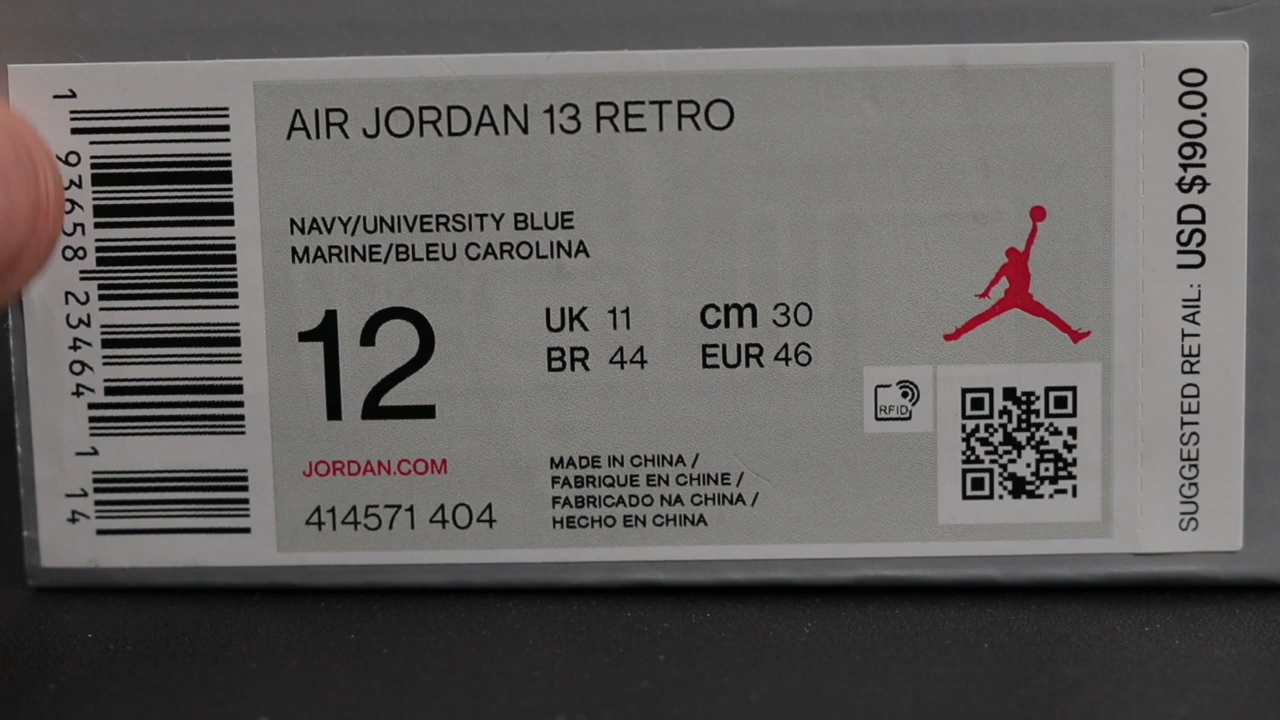 AIR JORDAN 13 RETRO
NAVY/UNIVERSITY BLUE
MARINE/BLEU CAROLINA
12
UK 11
cm 30
BR 44
EUR 46
JORDAN.COM
414571 404
MADE IN CHINA /
FABRIQUE EN CHINE /
FABRICADO NA CHINA /
HECHO EN CHINA
RFID
SUGGESTED RETAIL: USD $190.00
1 93658 23464 1 14